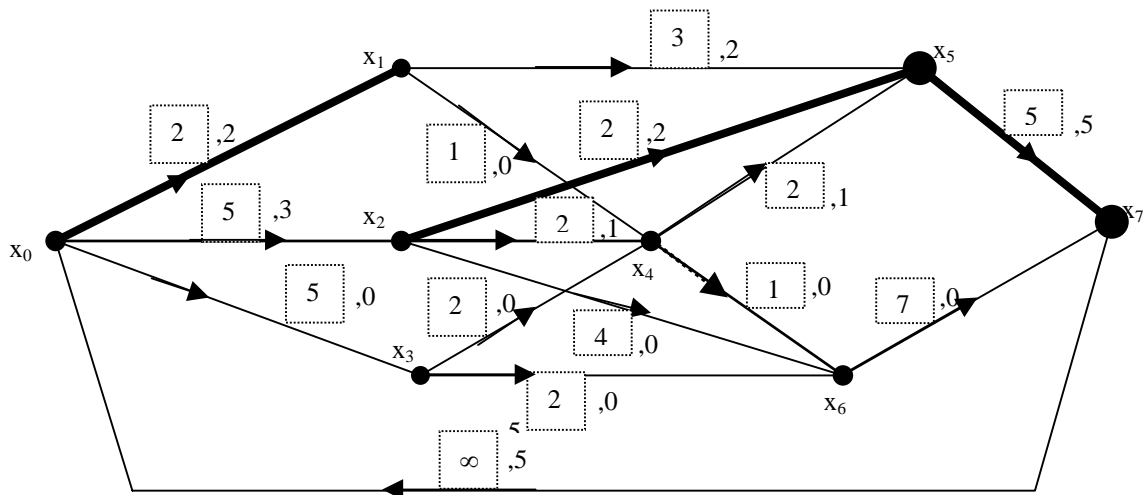 3 ,2
x₁
x₅
2 ,2
1 ,0
2 ,2
5 ,5
5 ,3
x₂
2 ,1
2 ,1
x₇
x₀
x₄
5 ,0
2 ,0
4 ,0
1 ,0
7 ,0
x₃
2 ,0
x₆
5
∞ ,5